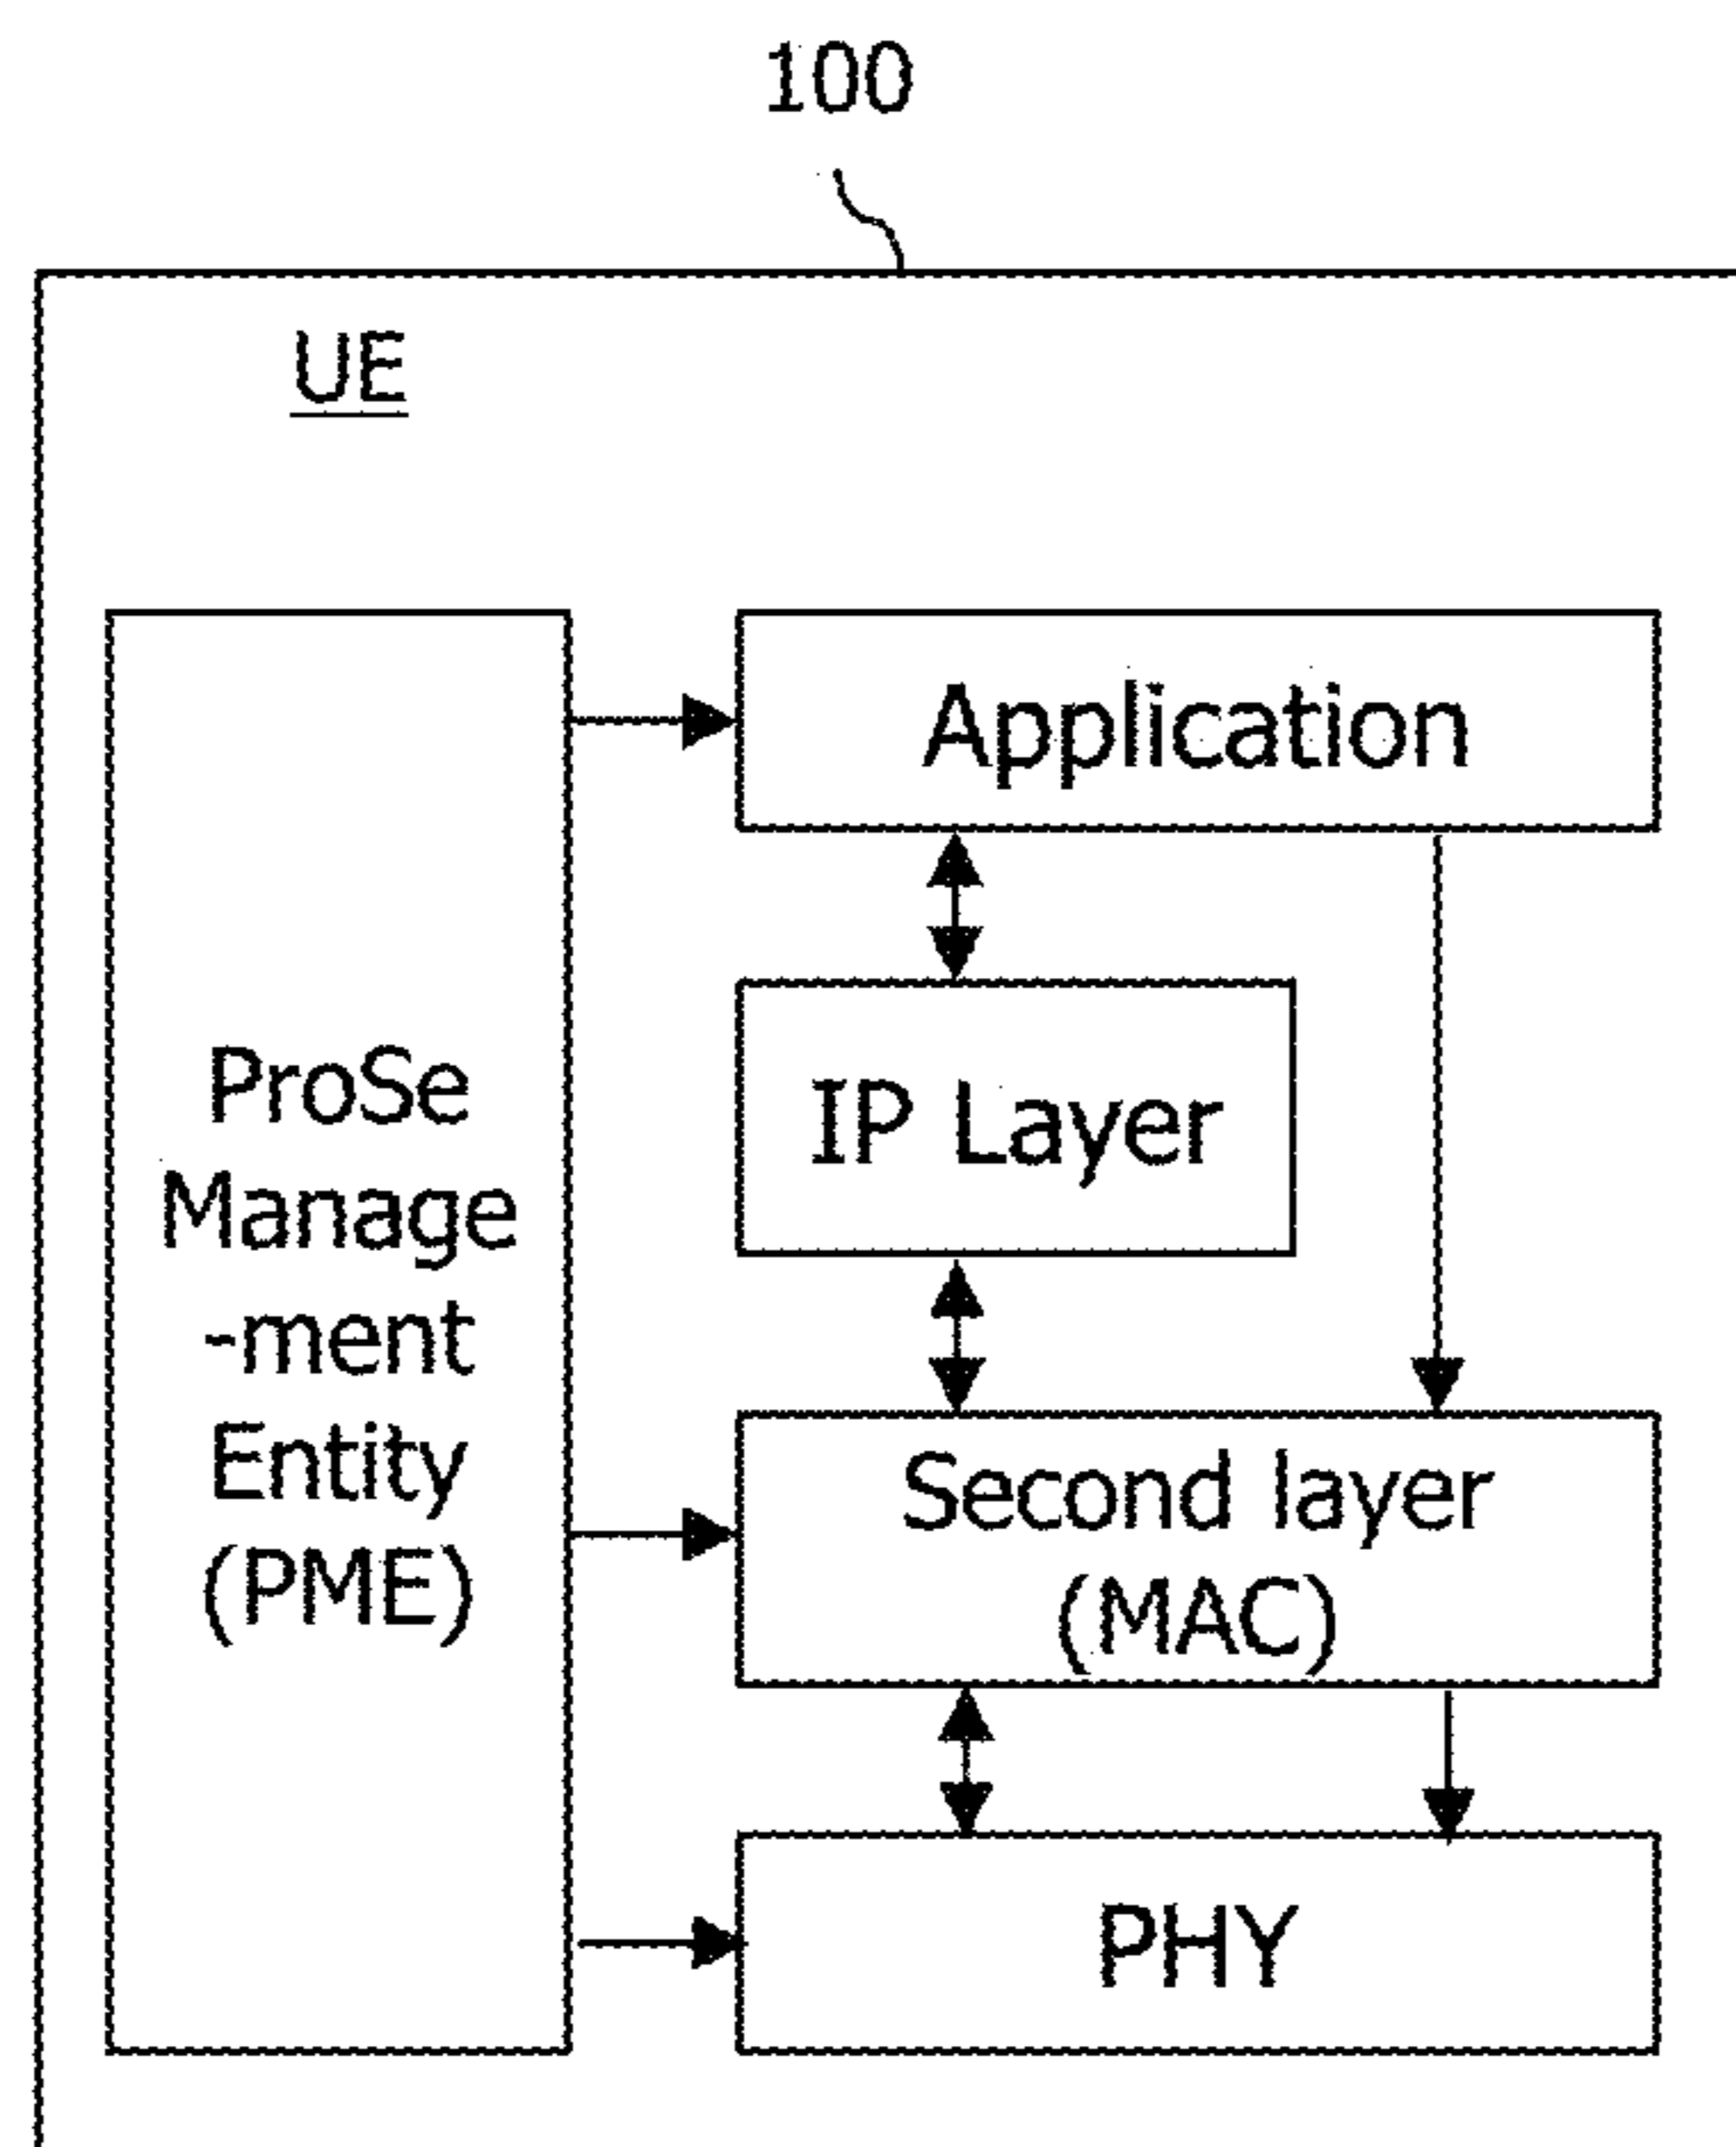 100
UE
ProSe
Manage
-ment
Entity
(PME)
Application
IP Layer
Second layer
(MAC)
PHY